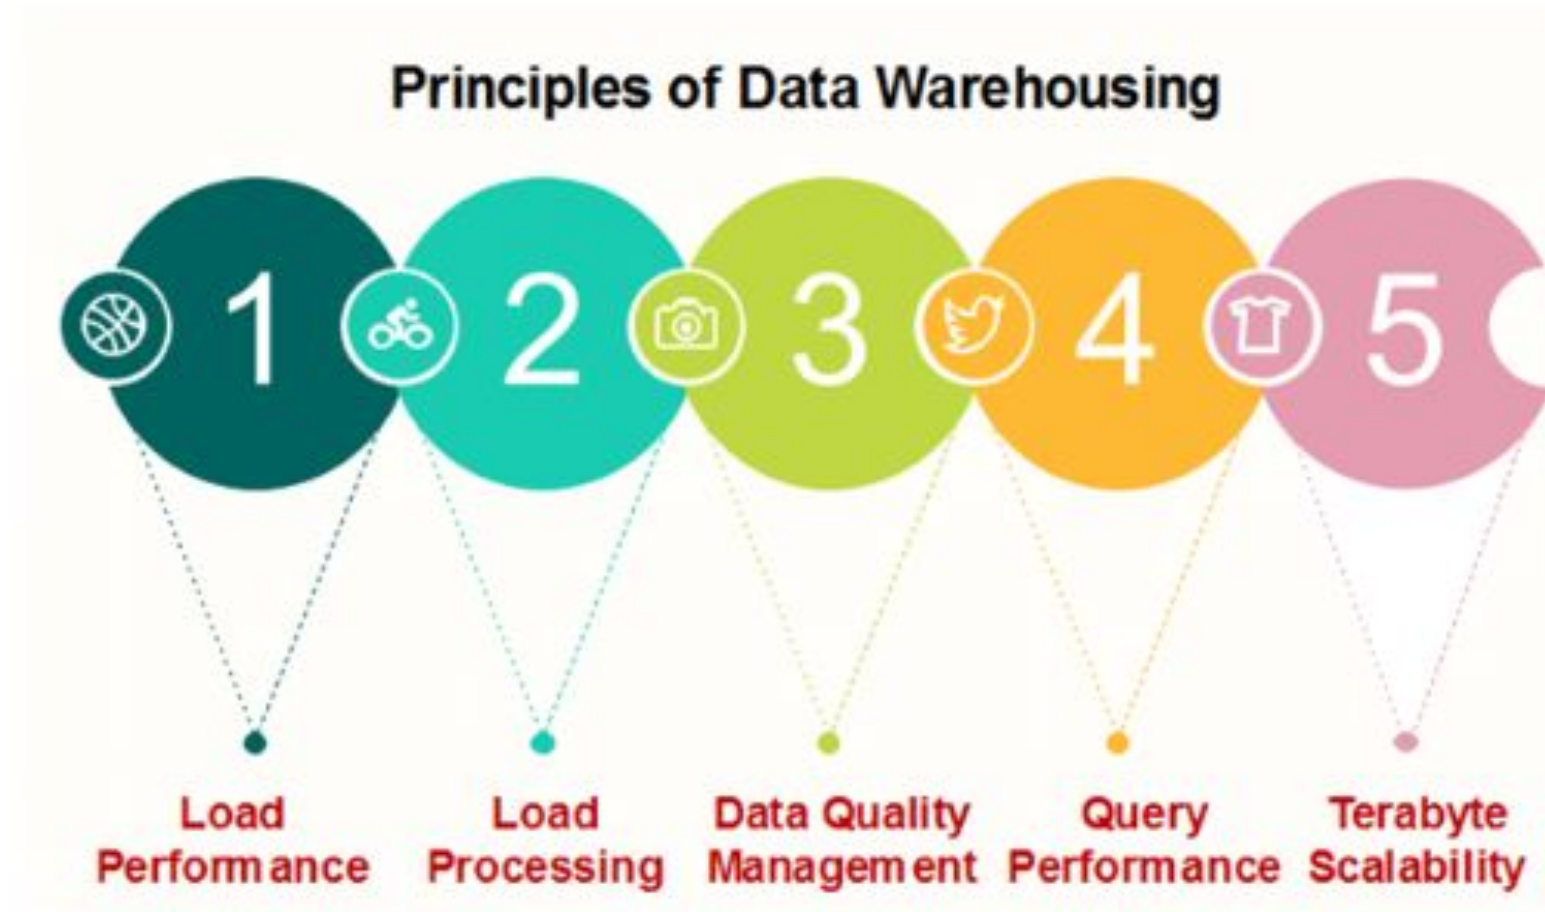 Principles of Data Warehousing
1
2
3
4
5
Load
Performance
Load
Processing
Data Quality
Management
Query
Performance
Terabyte
Scalability